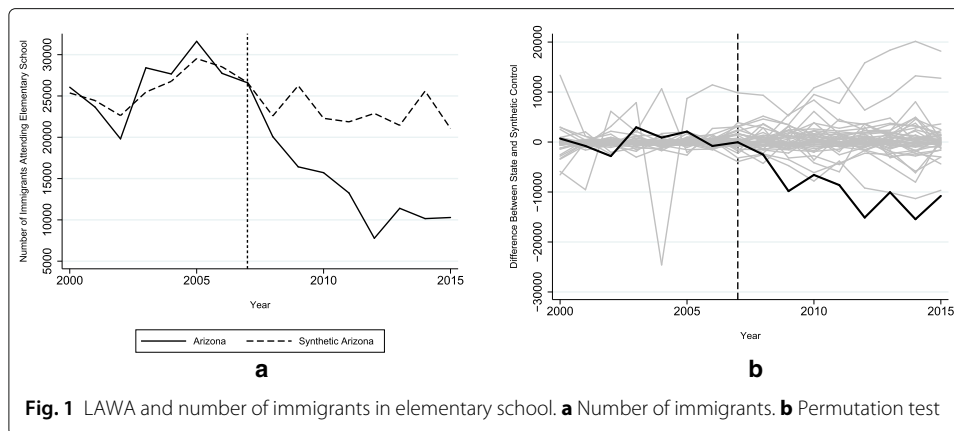 Number of Immigrants Attending Elementary School
30000
25000
20000
15000
10000
5000
2000
2005
2010
2015
Year
Arizona
Synthetic Arizona
a
Difference Between State and Synthetic Control
20000
10000
0
−10000
−20000
−30000
2000
2005
2010
2015
Year
b
Fig. 1 LAWA and number of immigrants in elementary school. a Number of immigrants. b Permutation test